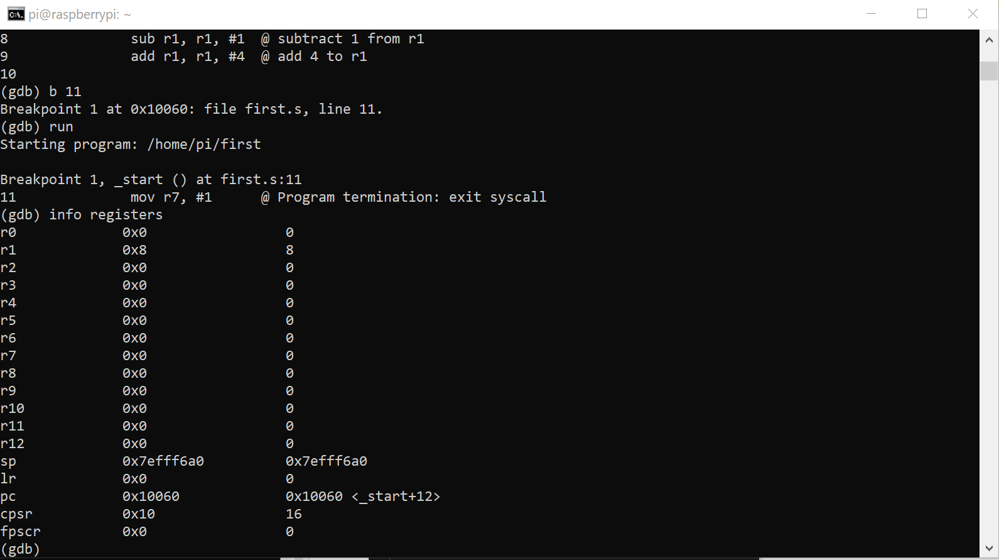 pi@raspberrypi: ~
8               sub r1, r1, #1  @ subtract 1 from r1
9               add r1, r1, #4  @ add 4 to r1
10
(gdb) b 11
Breakpoint 1 at 0x10060: file first.s, line 11.
(gdb) run
Starting program: /home/pi/first
Breakpoint 1, _start () at first.s:11
11              mov r7, #1      @ Program termination: exit syscall
(gdb) info registers
r0             0x0                 0
r1             0x8                 8
r2             0x0                 0
r3             0x0                 0
r4             0x0                 0
r5             0x0                 0
r6             0x0                 0
r7             0x0                 0
r8             0x0                 0
r9             0x0                 0
r10            0x0                 0
r11            0x0                 0
r12            0x0                 0
sp             0x7efff6a0          0x7efff6a0
lr             0x0                 0
pc             0x10060             0x10060 <_start+12>
cpsr           0x10                16
fpscr          0x0                 0
(gdb)